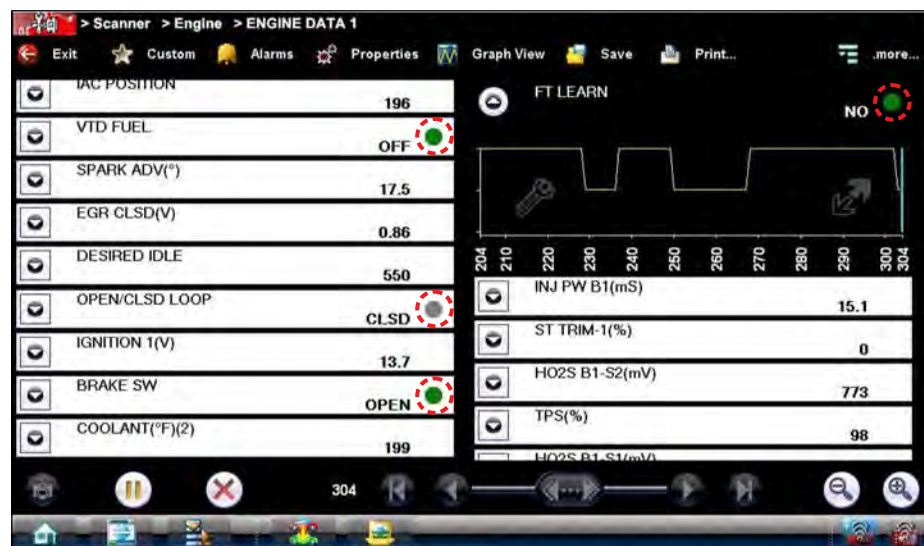 > Scanner > Engine > ENGINE DATA 1
Exit Custom Alarms Properties Graph View Save Print... .more...
IAC POSITION
196
VTD FUEL
OFF
SPARK ADV(°)
17.5
EGR CLSD(V)
0.86
DESIRED IDLE
550
OPEN/CLSD LOOP
CLSD
IGNITION 1(V)
13.7
BRAKE SW
OPEN
COOLANT(°F)(2)
199
FT LEARN
NO
204 210 220 230 240 250 260 270 280 290 300 304
INJ PW B1(mS)
15.1
ST TRIM-1(%)
0
HO2S B1-S2(mV)
773
TPS(%)
98
HO2S B1-S1(mV)
304